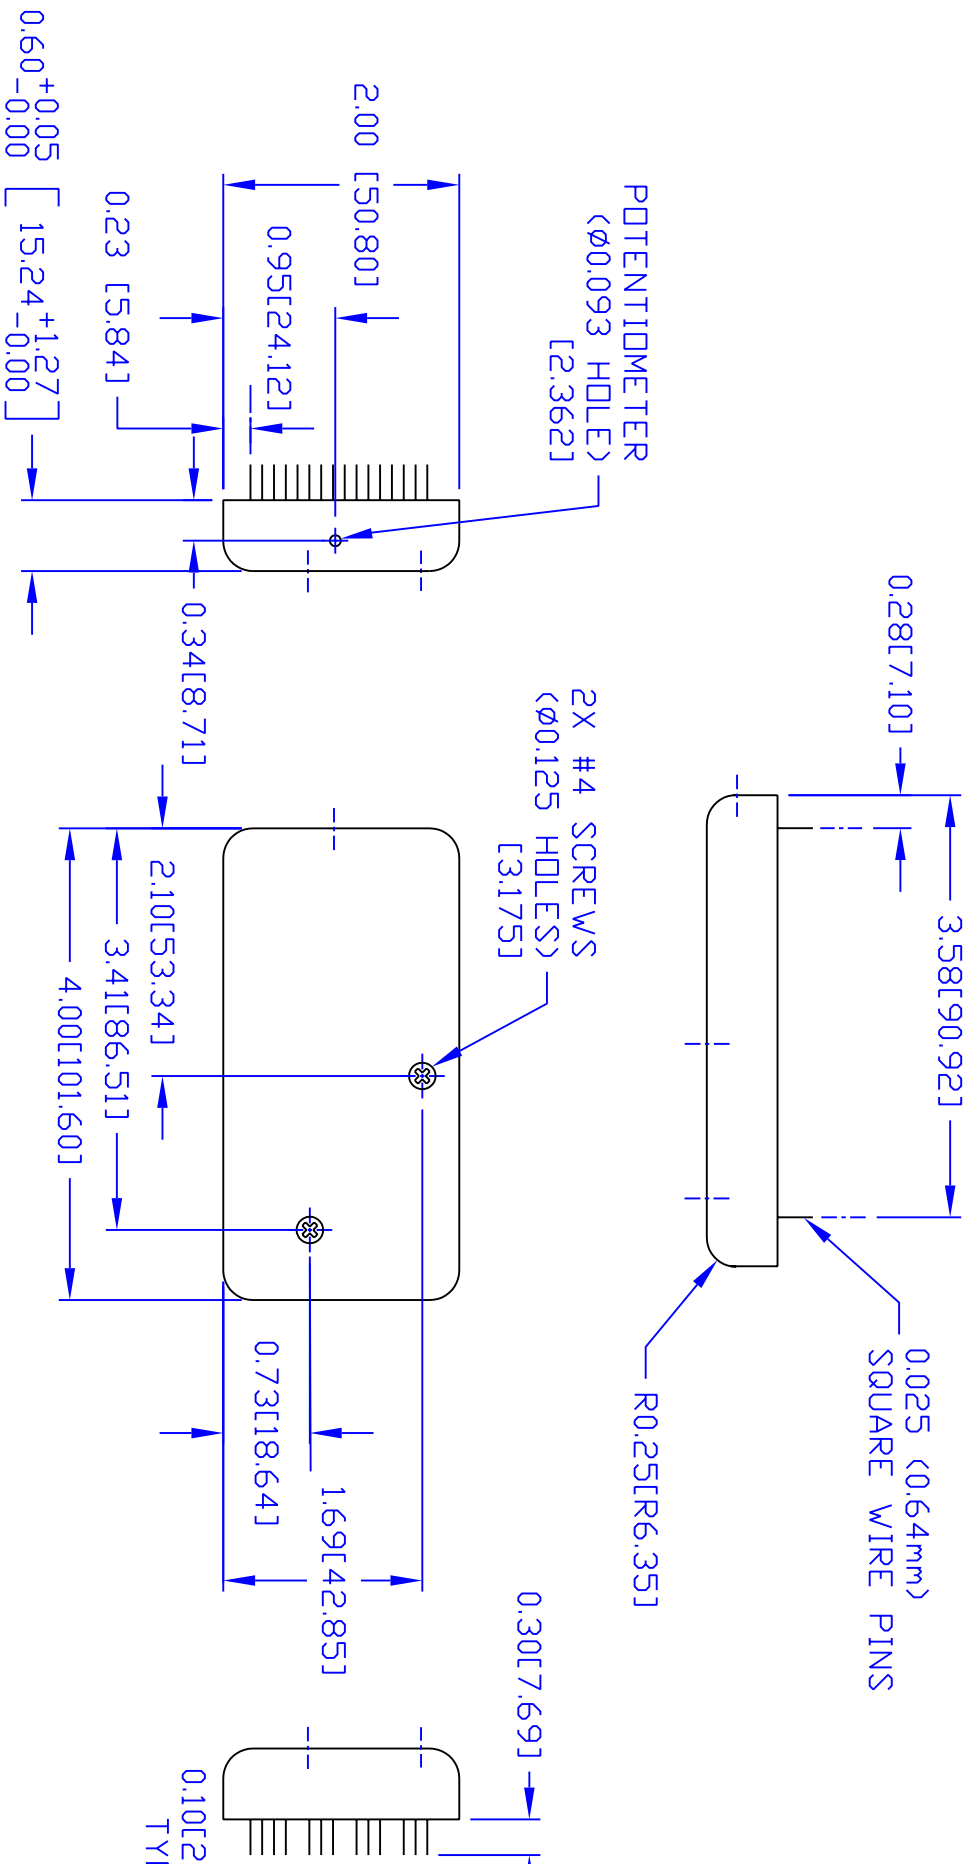 0.28[7.10]
3.58[90.92]
0.025 (0.64mm)
SQUARE WIRE PINS
R0.25[R6.35]
POTENTIOMETER
(Ø0.093 HOLE)
[2.362]
2X #4 SCREWS
(Ø0.125 HOLES)
[3.175]
0.30[7.69]
2.00 [50.80]
0.95[24.12]
0.23 [5.84]
0.60 +0.05 -0.00 [ 15.24 +1.27 -0.00 ]
0.34[8.71]
2.10[53.34]
3.41[86.51]
4.00[101.60]
0.73[18.64]
1.69[42.85]
0.10[2